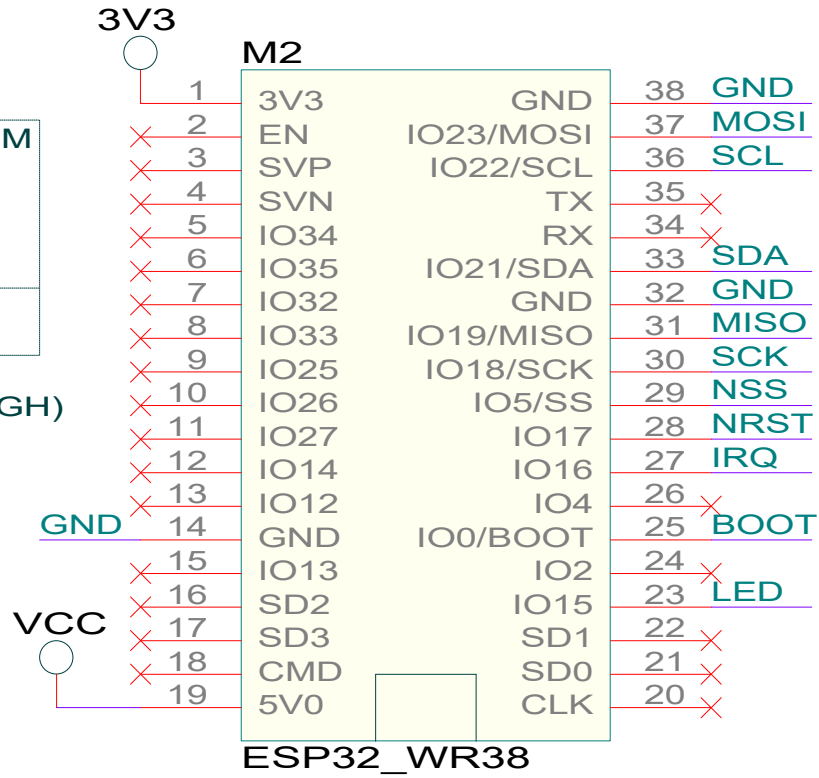 3V3
M2
M
GH)
1 3V3 GND 38 GND
2 EN IO23/MOSI 37 MOSI
3 SVP IO22/SCL 36 SCL
4 SVN TX 35
5 IO34 RX 34
6 IO35 IO21/SDA 33 SDA
7 IO32 GND 32 GND
8 IO33 IO19/MISO 31 MISO
9 IO25 IO18/SCK 30 SCK
10 IO26 IO5/SS 29 NSS
11 IO27 IO17 28 NRST
12 IO14 IO16 27 IRQ
13 IO12 IO4 26
GND 14 GND IO0/BOOT 25 BOOT
15 IO13 IO2 24
16 SD2 IO15 23 LED
VCC
17 SD3 SD1 22
18 CMD SD0 21
19 5V0 CLK 20
ESP32_WR38